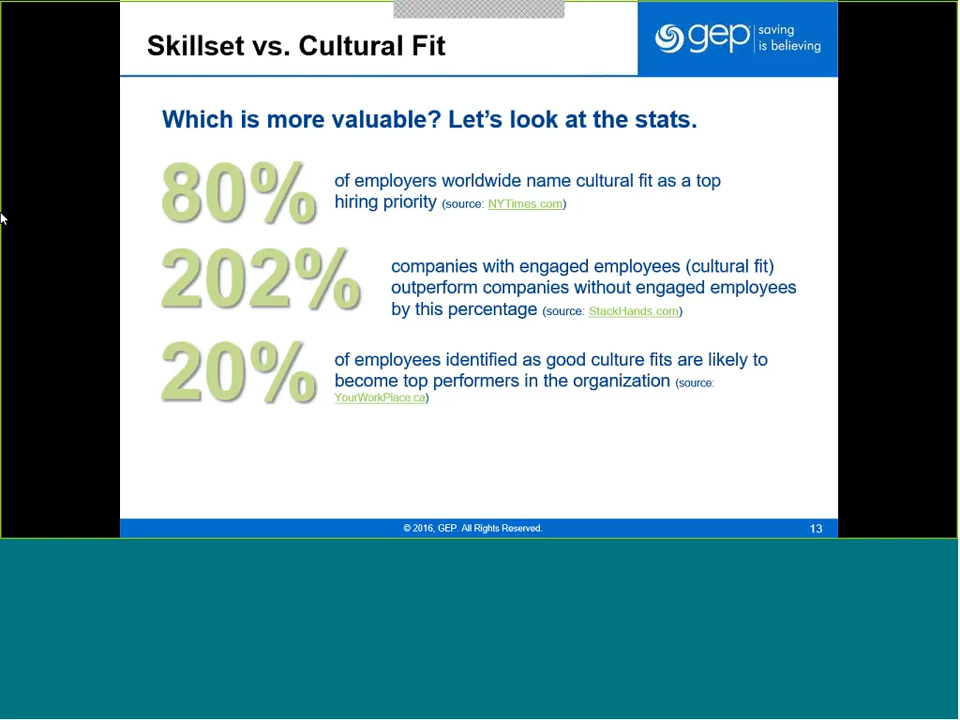 Skillset vs. Cultural Fit
gep
saving
is believing
Which is more valuable? Let’s look at the stats.
80%
of employers worldwide name cultural fit as a top
hiring priority (source: NYTimes.com)
202%
companies with engaged employees (cultural fit)
outperform companies without engaged employees
by this percentage (source: StackHands.com)
20%
of employees identified as good culture fits are likely to
become top performers in the organization (source:
YourWorkPlace.ca)
© 2016, GEP. All Rights Reserved.
13